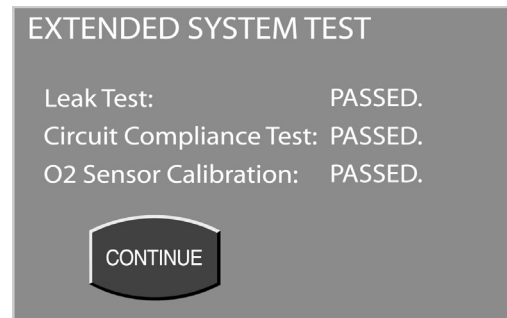 EXTENDED SYSTEM TEST
Leak Test: PASSED.
Circuit Compliance Test: PASSED.
O2 Sensor Calibration: PASSED.
CONTINUE